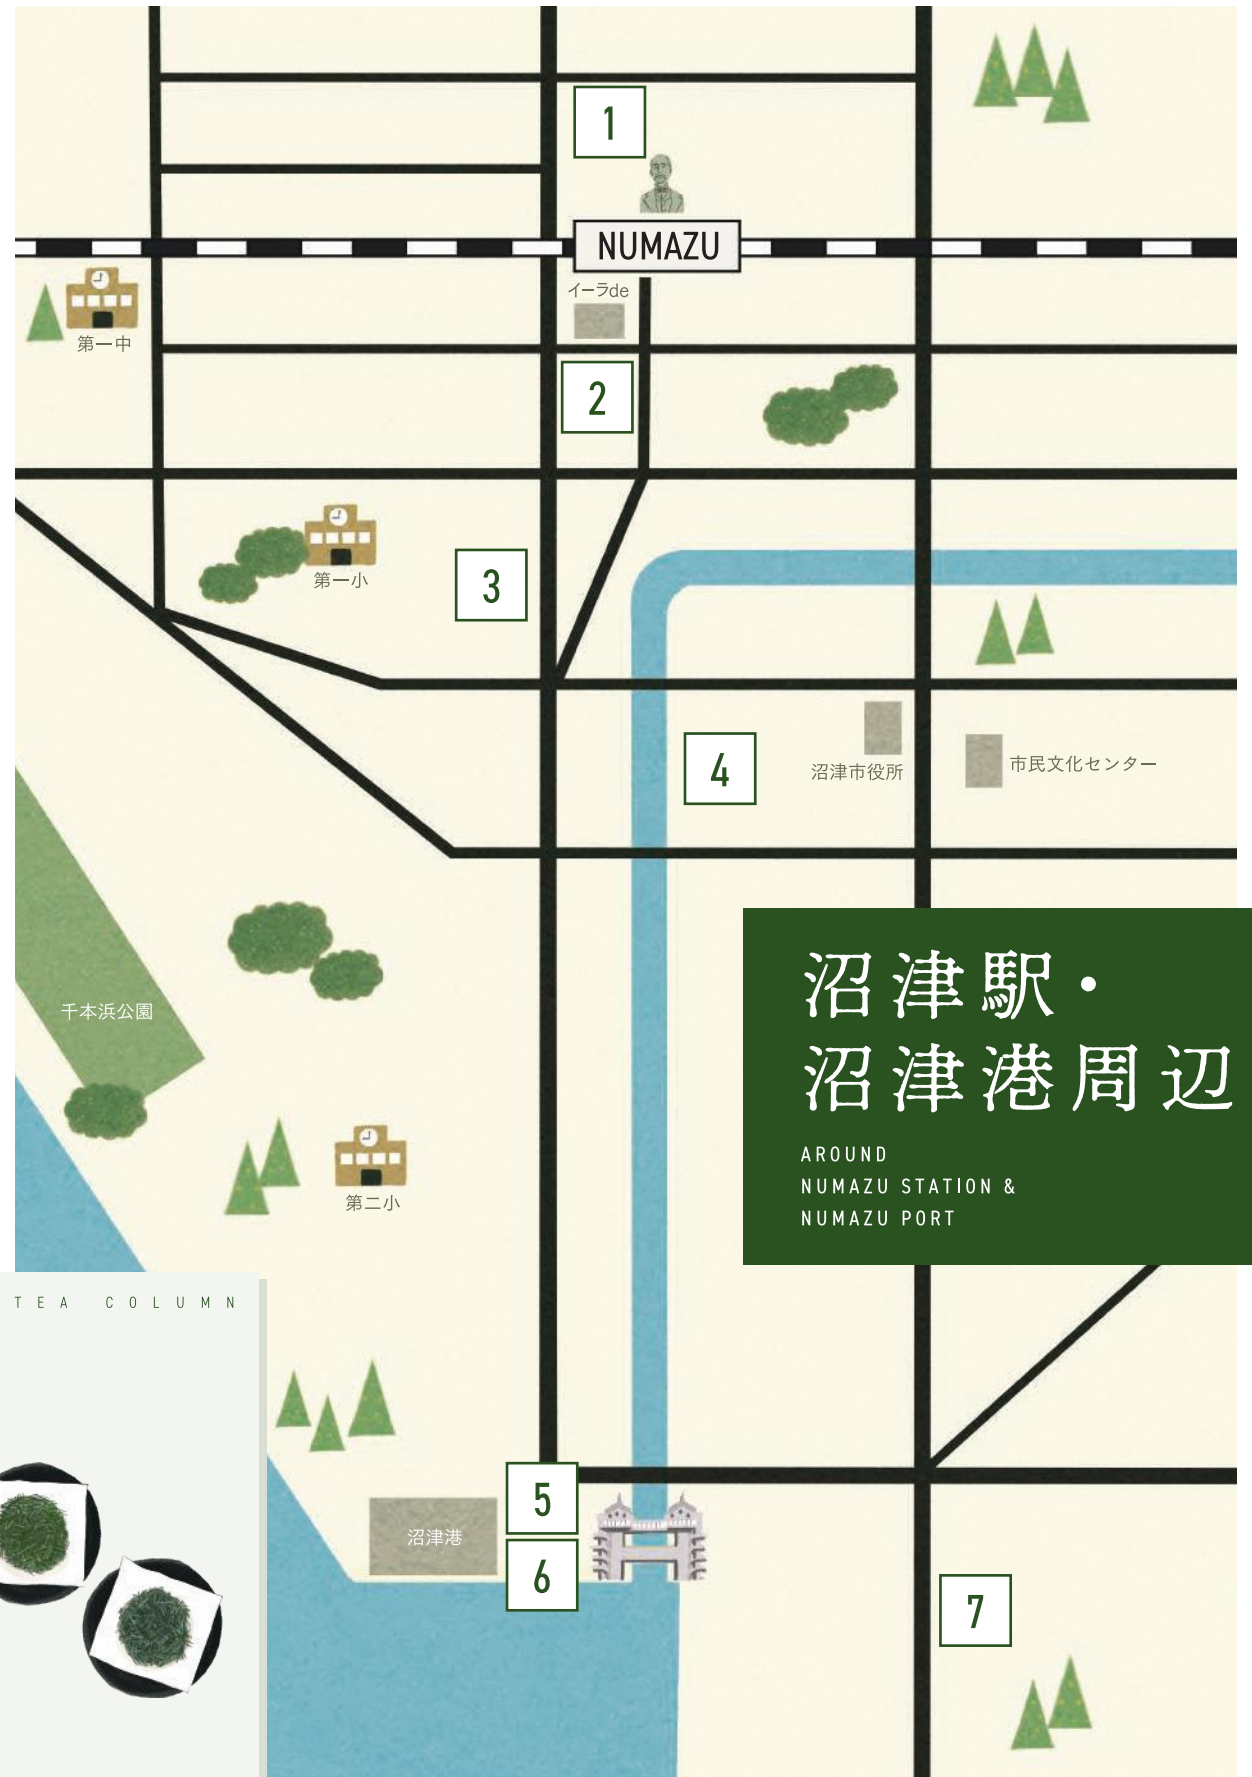 1
NUMAZU
イーラde
第一中
2
第一小
3
4
沼津市役所
市民文化センター
千本浜公園
沼津駅・
沼津港周辺
AROUND
NUMAZU STATION &
NUMAZU PORT
第二小
TEA COLUMN
5
沼津港
6
7